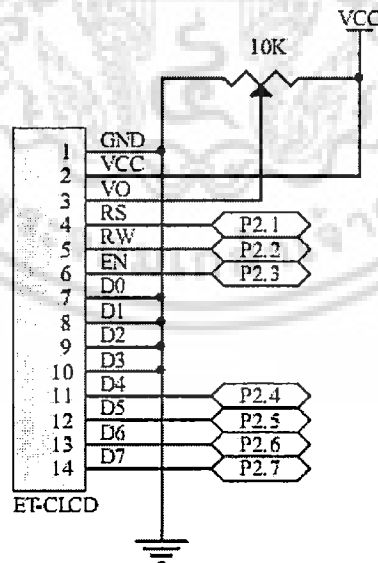 VCC
10K
1 GND
2 VCC
3 VO
4 RS P2.1
5 RW P2.2
6 EN P2.3
7 D0
8 D1
9 D2
10 D3
11 D4 P2.4
12 D5 P2.5
13 D6 P2.6
14 D7 P2.7
ET-CLCD